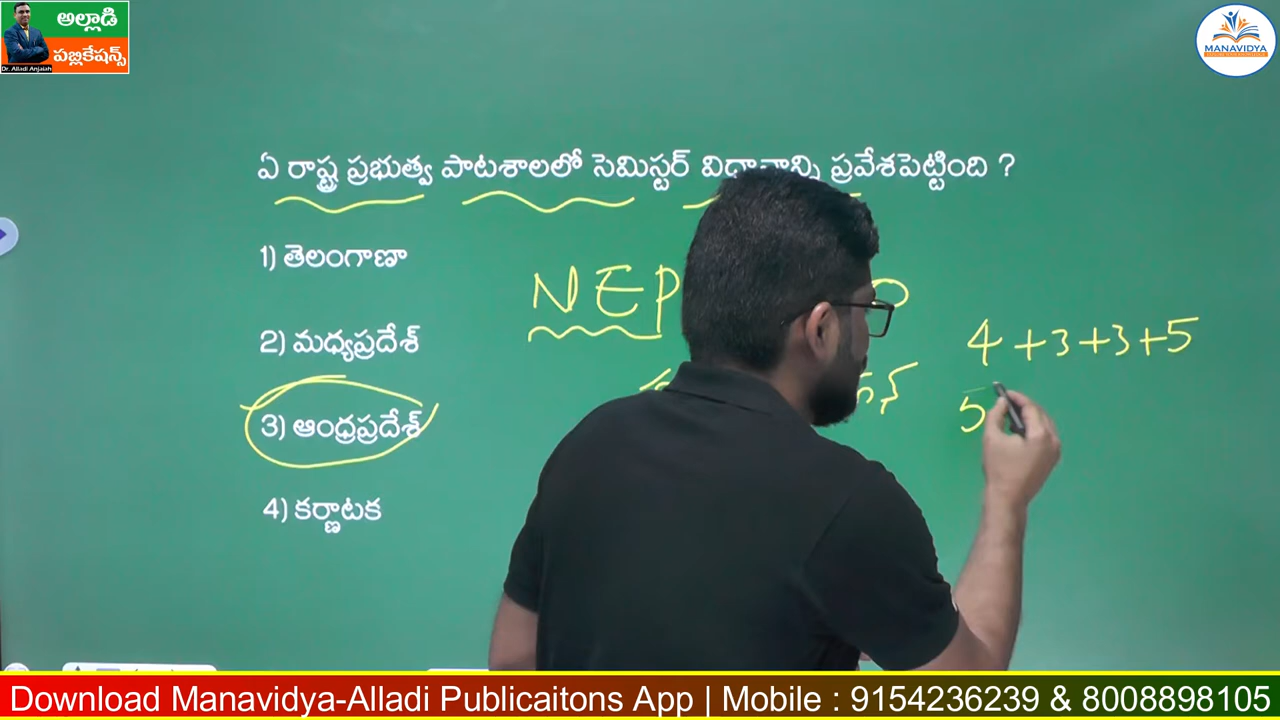 అల్లాడి
పబ్లికేషన్స్
Dr. Alladi Anjaiah
MANAVIDYA
ఏ రాష్ట్ర ప్రభుత్వ పాటశాలలో సెమిస్టర్ విధానాన్ని ప్రవేశపెట్టింది ?
1) తెలంగాణా
NEP
2) మధ్యప్రదేశ్
4+3+3+5
3) ఆంధ్రప్రదేశ్
5
4) కర్ణాటక
Download Manavidya-Alladi Publicaitons App | Mobile : 9154236239 & 8008898105